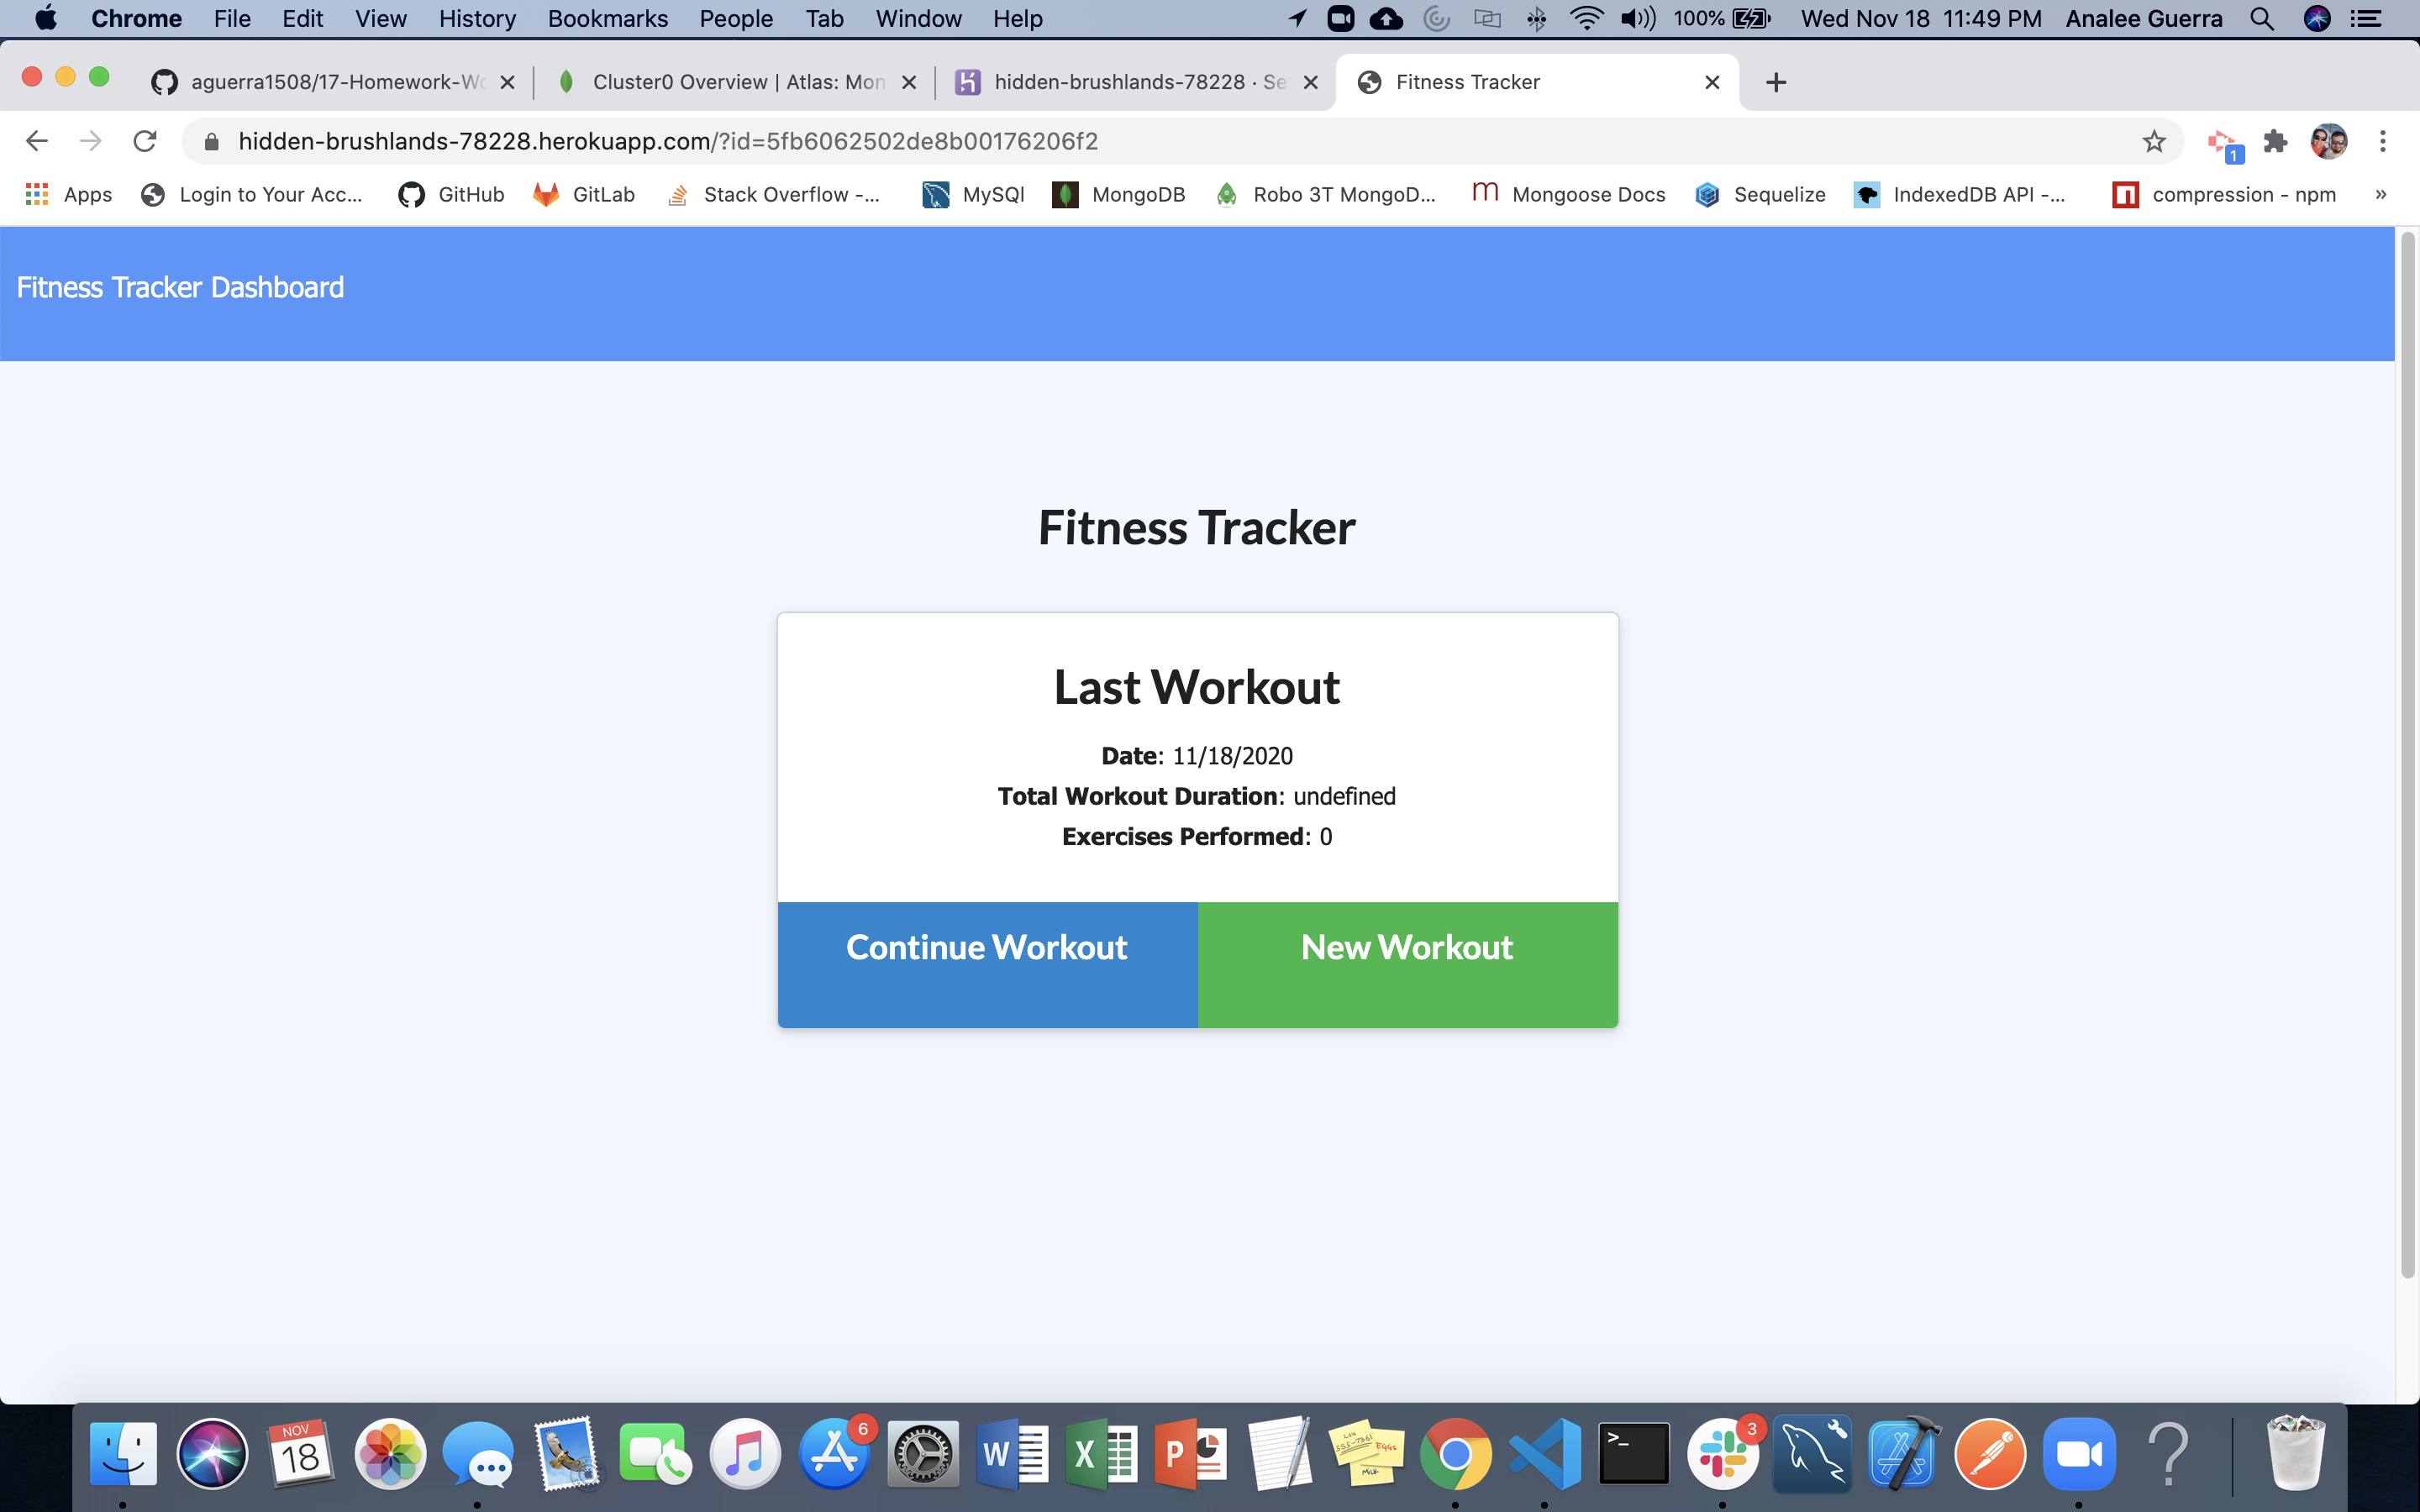 Chrome File Edit View History Bookmarks People Tab Window Help 100% Wed Nov 18 11:49 PM Analee Guerra
aguerra1508/17-Homework-Wo Cluster0 Overview | Atlas: Mon hidden-brushlands-78228 · Se Fitness Tracker
hidden-brushlands-78228.herokuapp.com/?id=5fb6062502de8b00176206f2 1
Apps Login to Your Acc... GitHub GitLab Stack Overflow -... MySQl MongoDB Robo 3T MongoD... Mongoose Docs Sequelize IndexedDB API -... compression - npm »
Fitness Tracker Dashboard
Fitness Tracker
Last Workout
Date: 11/18/2020
Total Workout Duration: undefined
Exercises Performed: 0
Continue Workout New Workout
NOV
18
6
W
X
P
3